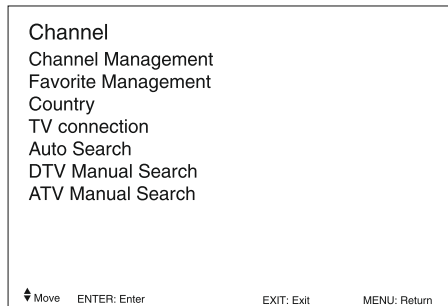 Channel
Channel Management
Favorite Management
Country
TV connection
Auto Search
DTV Manual Search
ATV Manual Search
Move ENTER: Enter EXIT: Exit MENU: Return